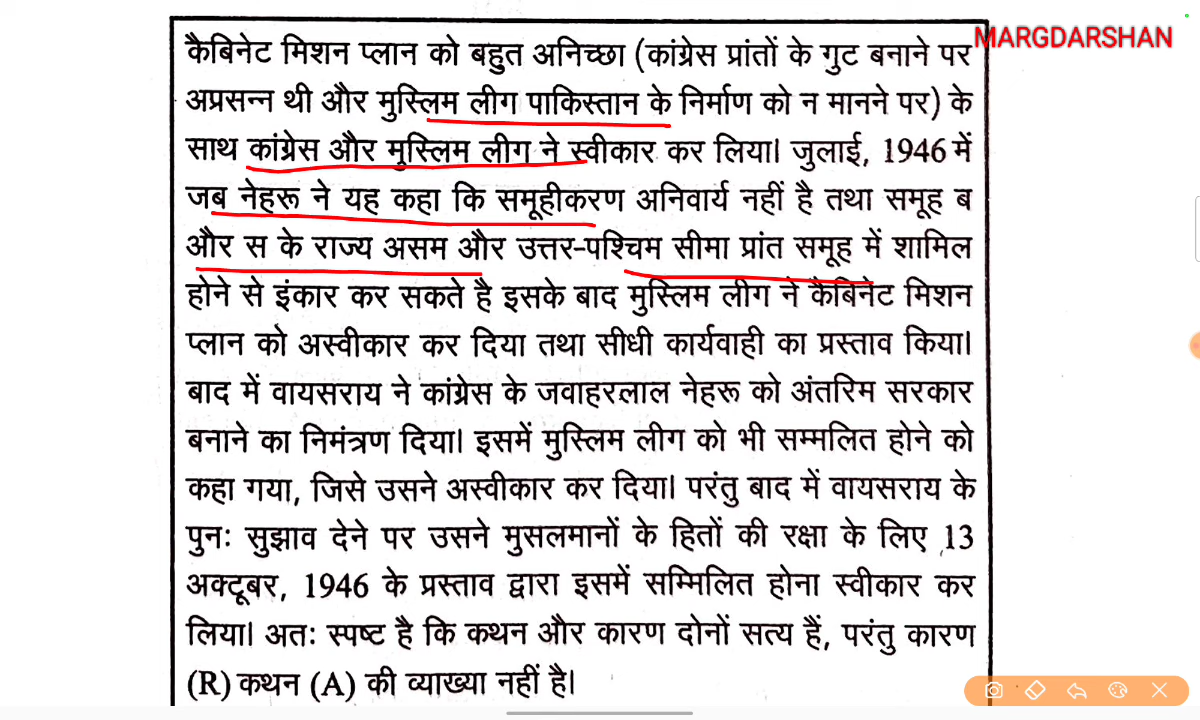 MARGDARSHAN
कैबिनेट मिशन प्लान को बहुत अनिच्छा (कांग्रेस प्रांतों के गुट बनाने पर
अप्रसन्न थी और मुस्लिम लीग पाकिस्तान के निर्माण को न मानने पर) के
साथ कांग्रेस और मुस्लिम लीग ने स्वीकार कर लिया। जुलाई, 1946 में
जब नेहरू ने यह कहा कि समूहीकरण अनिवार्य नहीं है तथा समूह ब
और स के राज्य असम और उत्तर-पश्चिम सीमा प्रांत समूह में शामिल
होने से इंकार कर सकते है इसके बाद मुस्लिम लीग ने कैबिनेट मिशन
प्लान को अस्वीकार कर दिया तथा सीधी कार्यवाही का प्रस्ताव किया।
बाद में वायसराय ने कांग्रेस के जवाहरलाल नेहरू को अंतरिम सरकार
बनाने का निमंत्रण दिया। इसमें मुस्लिम लीग को भी सम्मलित होने को
कहा गया, जिसे उसने अस्वीकार कर दिया। परंतु बाद में वायसराय के
पुनः सुझाव देने पर उसने मुसलमानों के हितों की रक्षा के लिए 13
अक्टूबर, 1946 के प्रस्ताव द्वारा इसमें सम्मिलित होना स्वीकार कर
लिया। अतः स्पष्ट है कि कथन और कारण दोनों सत्य हैं, परंतु कारण
(R) कथन (A) की व्याख्या नहीं है।